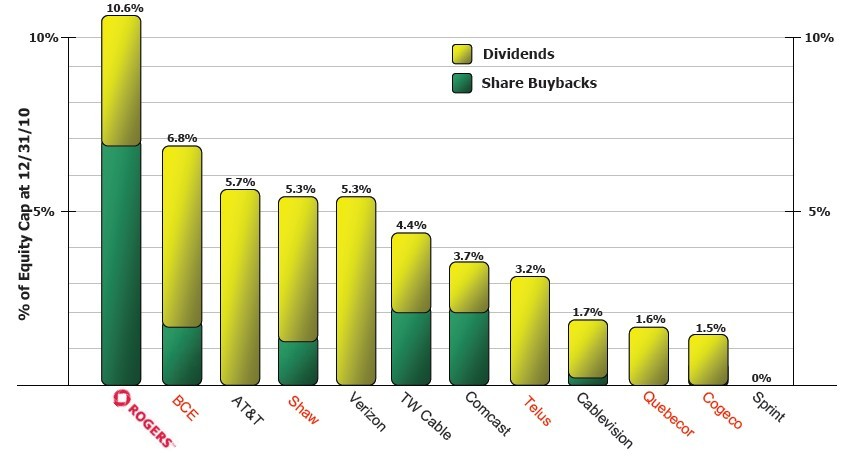 10.6%
10%
10%
Dividends
Share Buybacks
6.8%
5.7%
5.3%
5.3%
5%
5%
4.4%
3.7%
3.2%
1.7%
1.6%
1.5%
0%
% of Equity Cap at 12/31/10
ROGERS™
BCE
AT&T
Shaw
Verizon
TW Cable
Comcast
Telus
Cablevision
Quebecor
Cogeco
Sprint